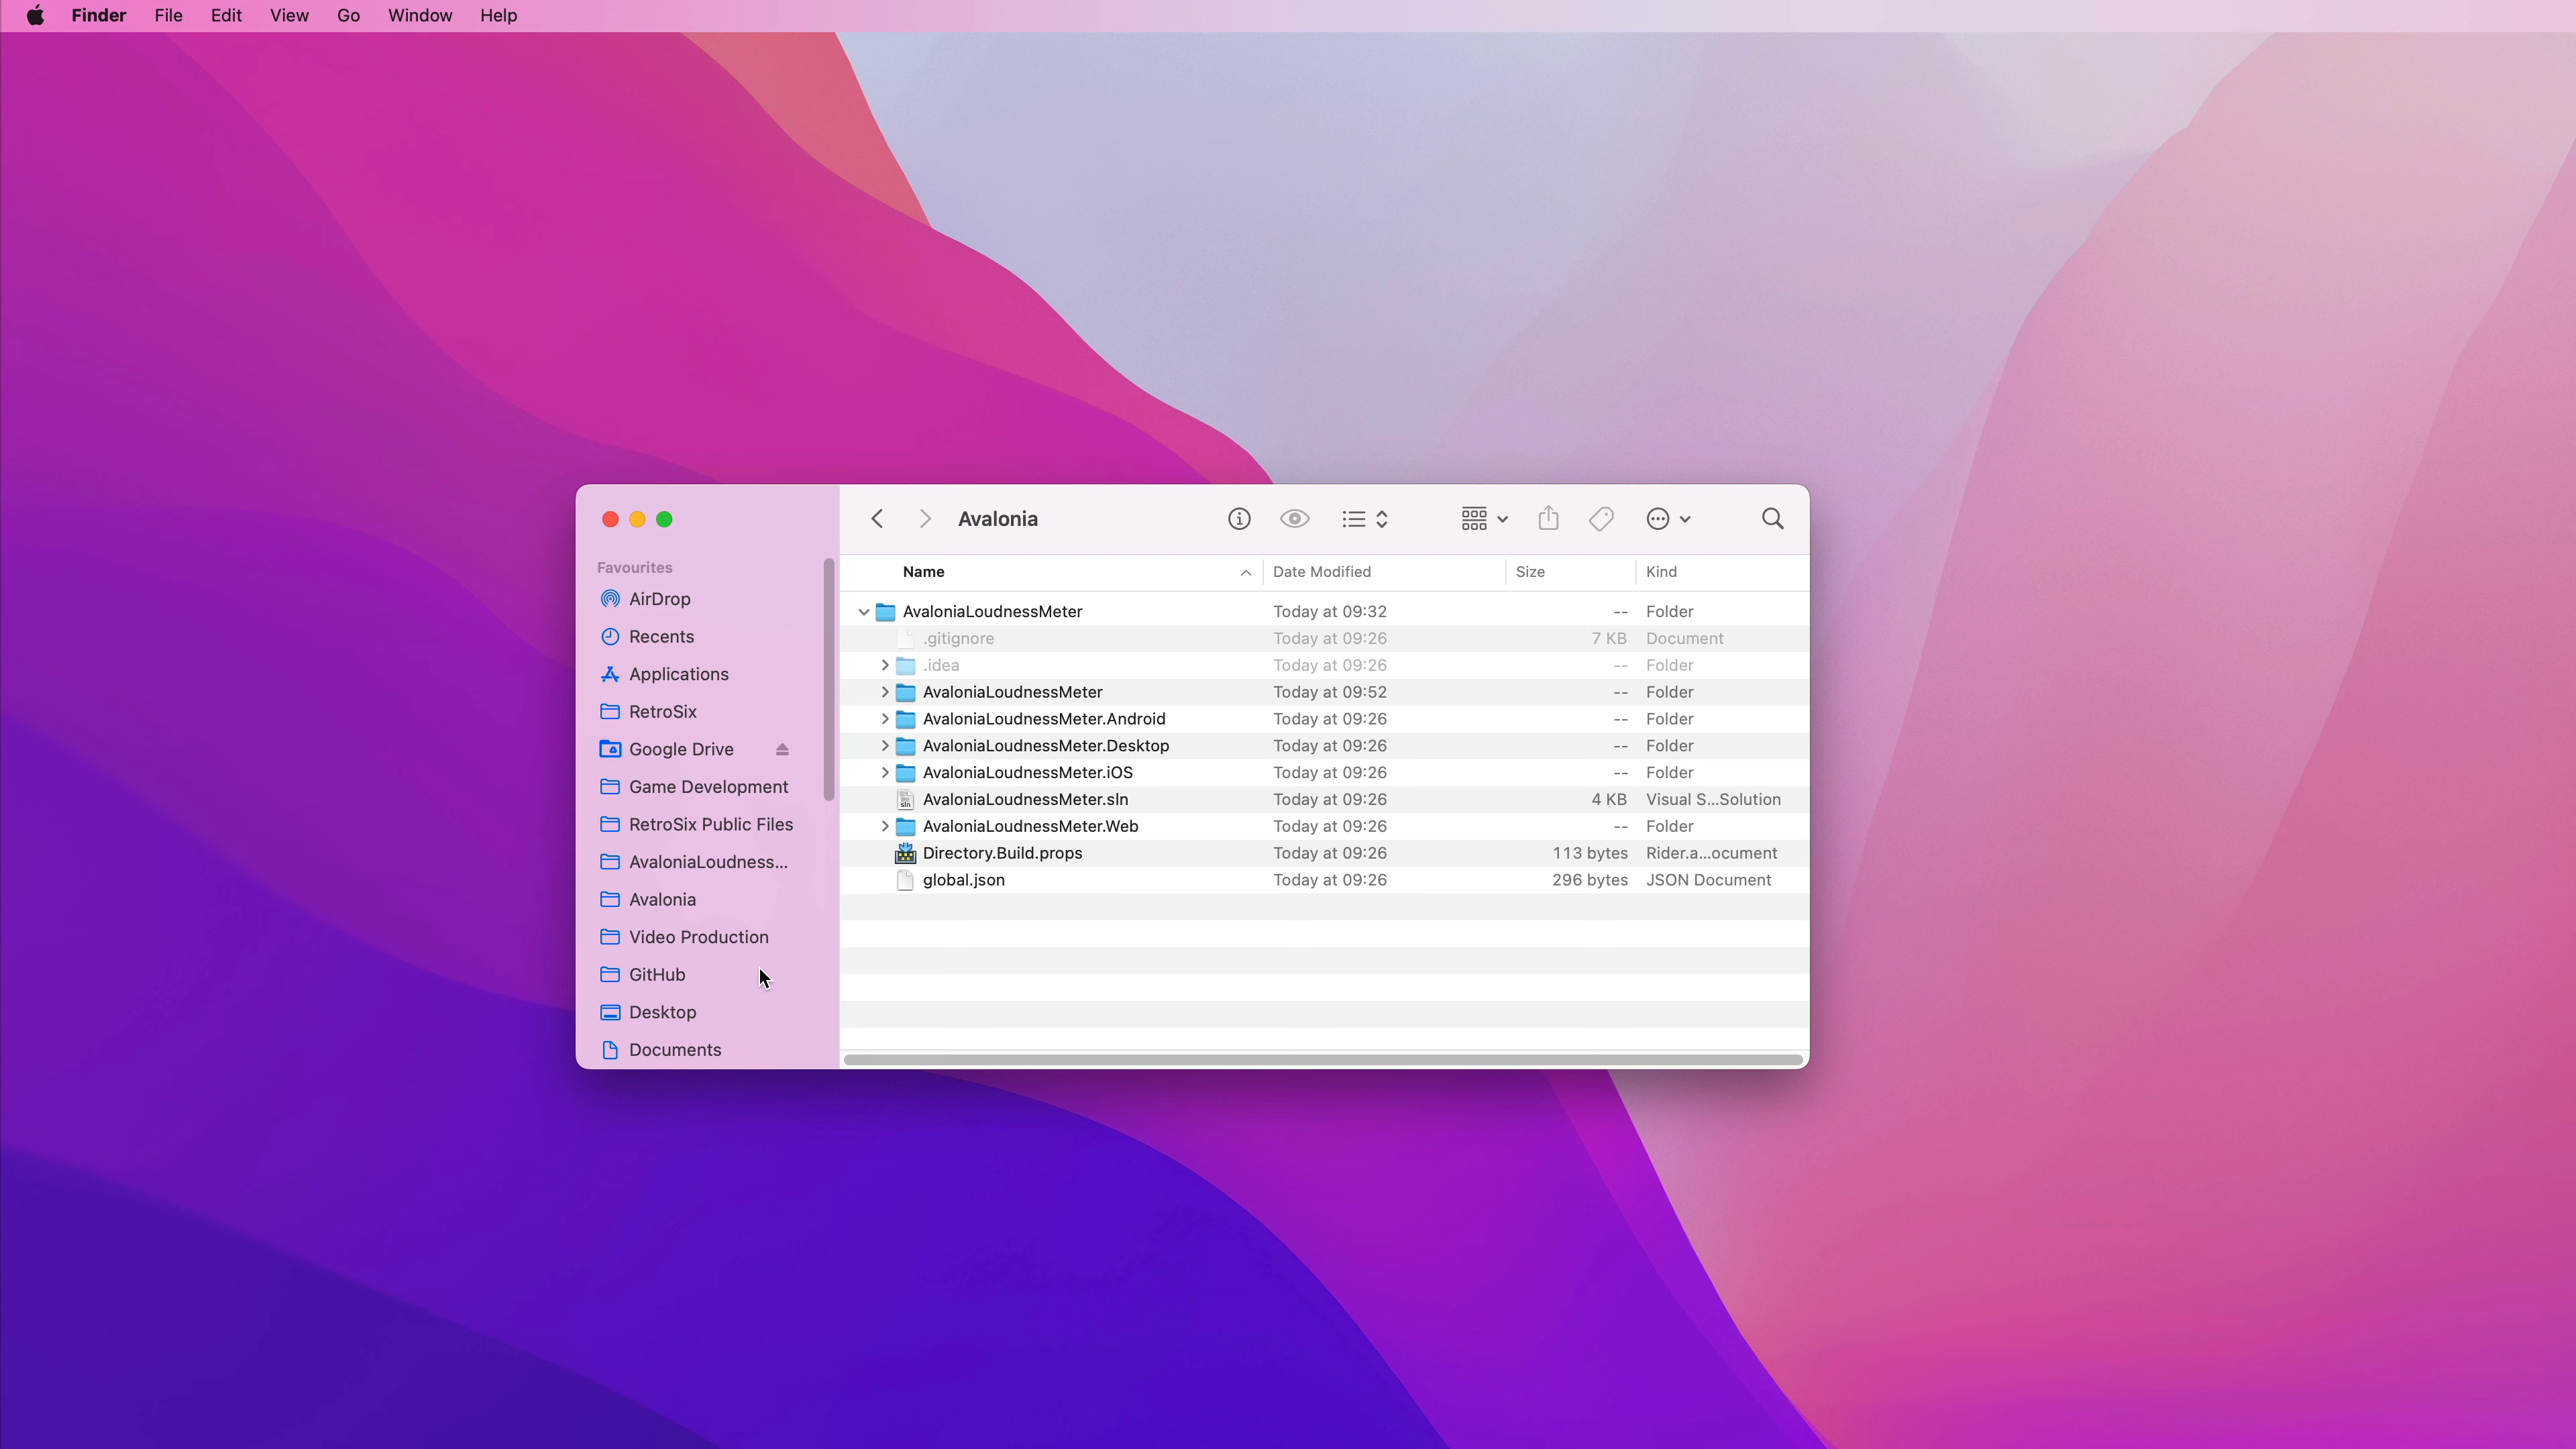 Finder File Edit View Go Window Help
Avalonia
Favourites
AirDrop
Recents
Applications
RetroSix
Google Drive
Game Development
RetroSix Public Files
AvaloniaLoudness...
Avalonia
Video Production
GitHub
Desktop
Documents
Name Date Modified Size Kind
AvaloniaLoudnessMeter Today at 09:32 -- Folder
.gitignore Today at 09:26 7 KB Document
.idea Today at 09:26 -- Folder
AvaloniaLoudnessMeter Today at 09:52 -- Folder
AvaloniaLoudnessMeter.Android Today at 09:26 -- Folder
AvaloniaLoudnessMeter.Desktop Today at 09:26 -- Folder
AvaloniaLoudnessMeter.iOS Today at 09:26 -- Folder
AvaloniaLoudnessMeter.sln Today at 09:26 4 KB Visual S...Solution
AvaloniaLoudnessMeter.Web Today at 09:26 -- Folder
Directory.Build.props Today at 09:26 113 bytes Rider.a...ocument
global.json Today at 09:26 296 bytes JSON Document